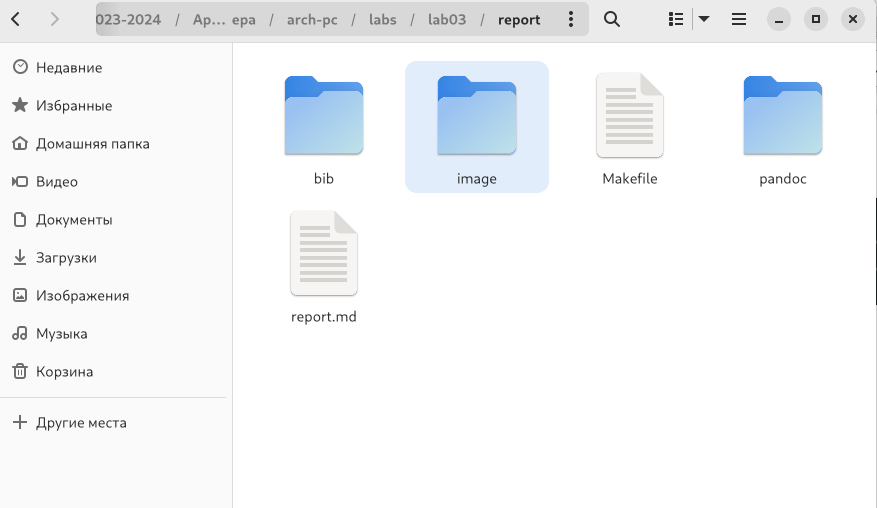 023-2024 / Ap... ера / arch-pc / labs / lab03 / report
Недавние
Избранные
Домашняя папка
Видео
Документы
Загрузки
Изображения
Музыка
Корзина
Другие места
bib
image
Makefile
pandoc
report.md